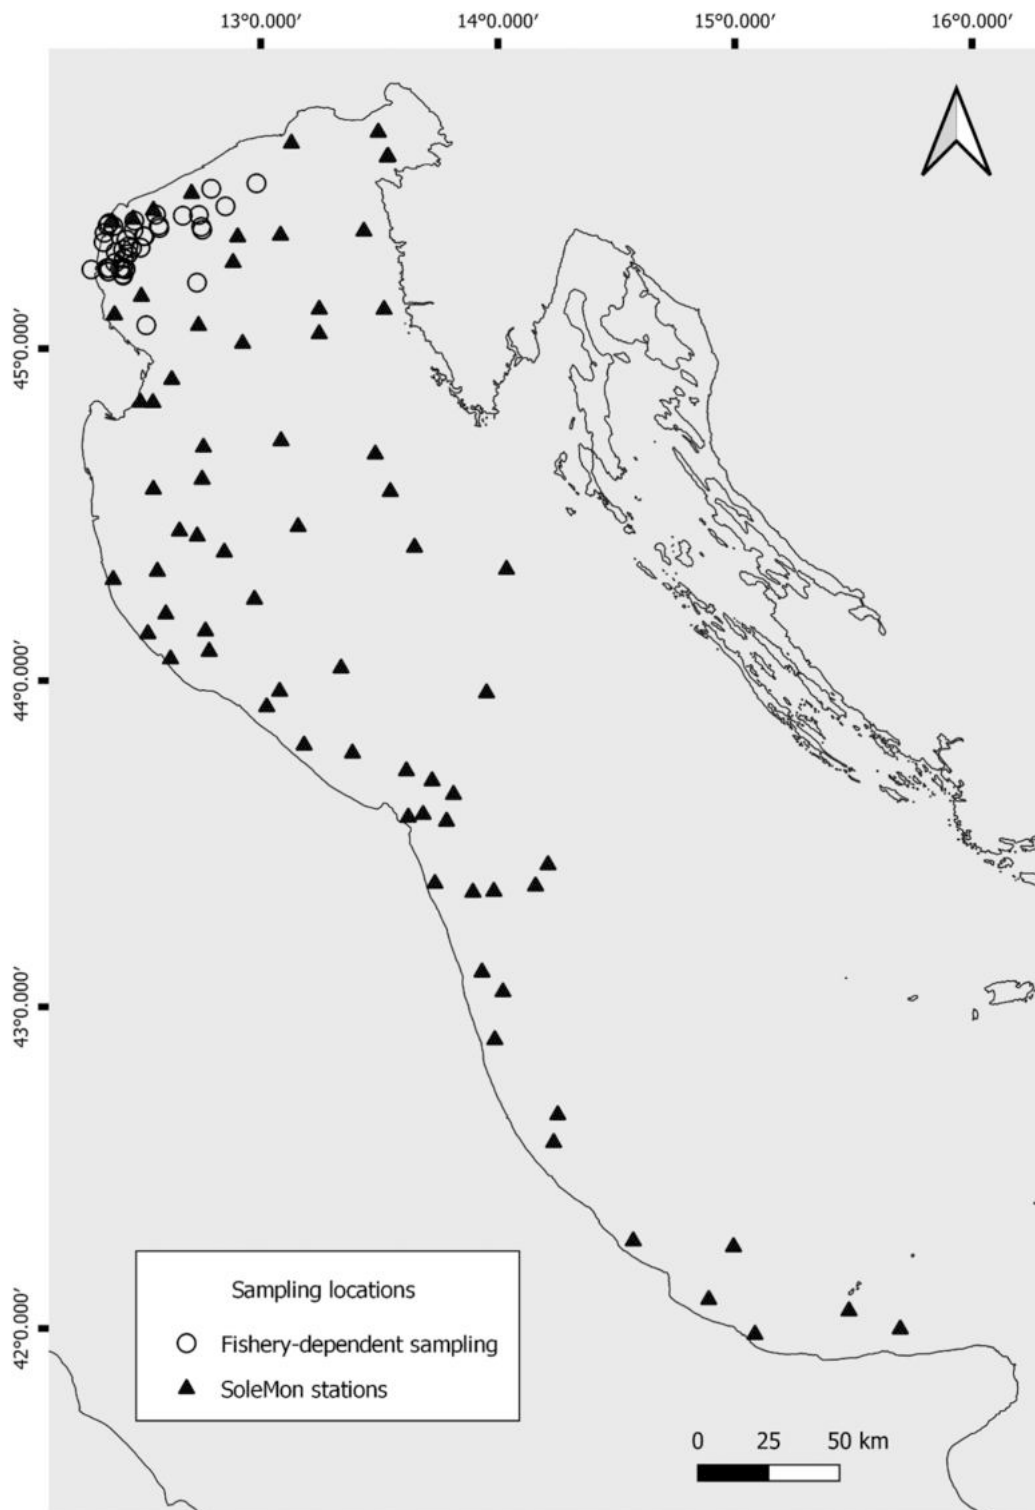 13°0.000′ 14°0.000′ 15°0.000′ 16°0.000′
45°0.000′
44°0.000′
43°0.000′
42°0.000′
Sampling locations
Fishery-dependent sampling
SoleMon stations
0 25 50 km